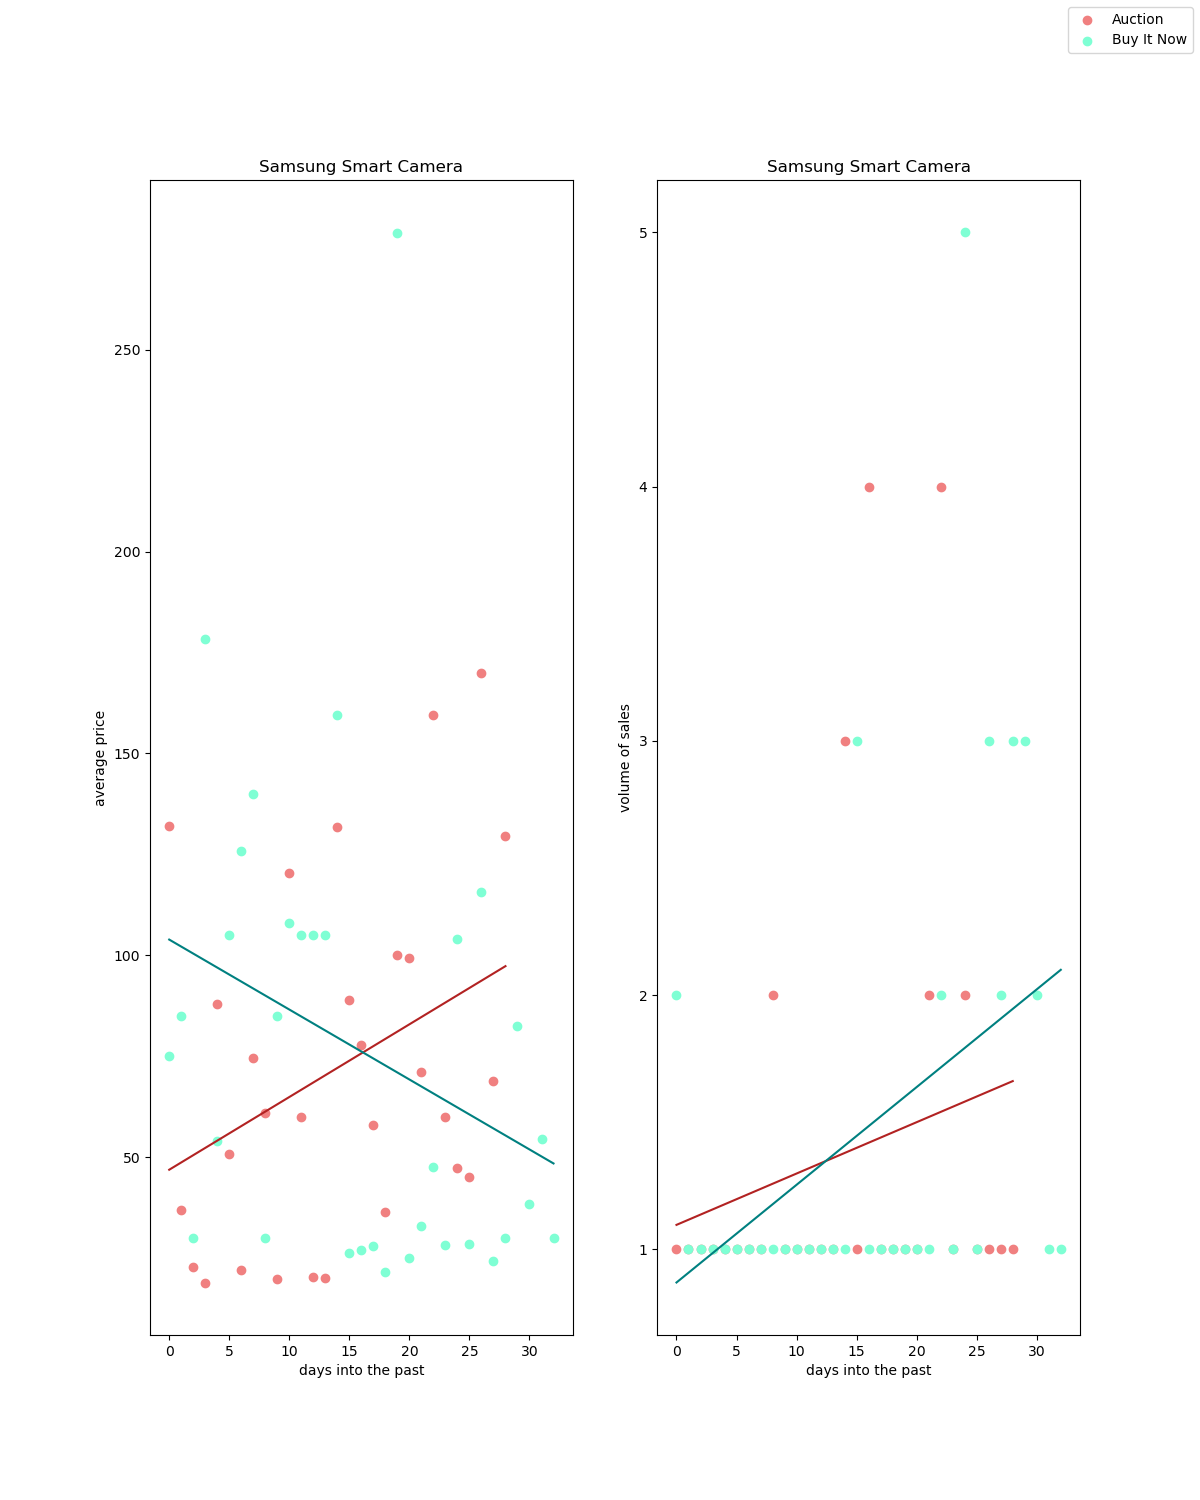 Auction
Buy It Now
Samsung Smart Camera
250
200
150
100
50
average price
0 5 10 15 20 25 30
days into the past
Samsung Smart Camera
5
4
3
2
1
volume of sales
0 5 10 15 20 25 30
days into the past